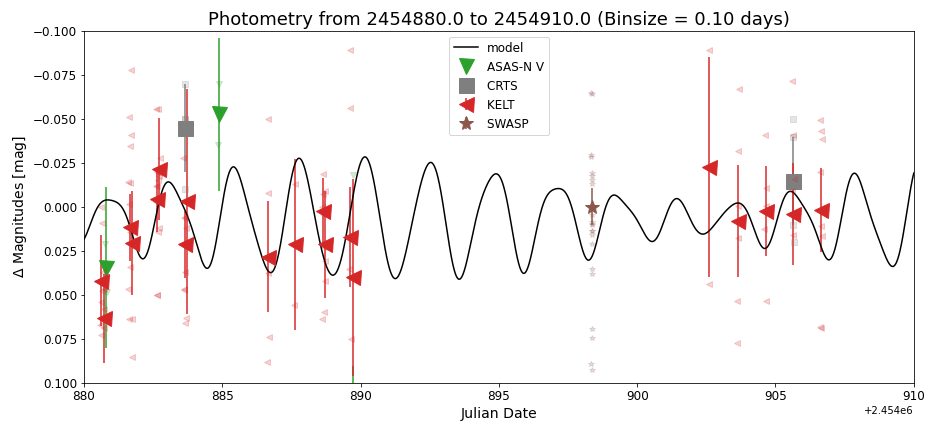 Photometry from 2454880.0 to 2454910.0 (Binsize = 0.10 days)
−0.100
−0.075
−0.050
−0.025
0.000
0.025
0.050
0.075
0.100
Δ Magnitudes [mag]
model
ASAS-N V
CRTS
KELT
SWASP
880
885
890
895
900
905
910
+2.454e6
Julian Date